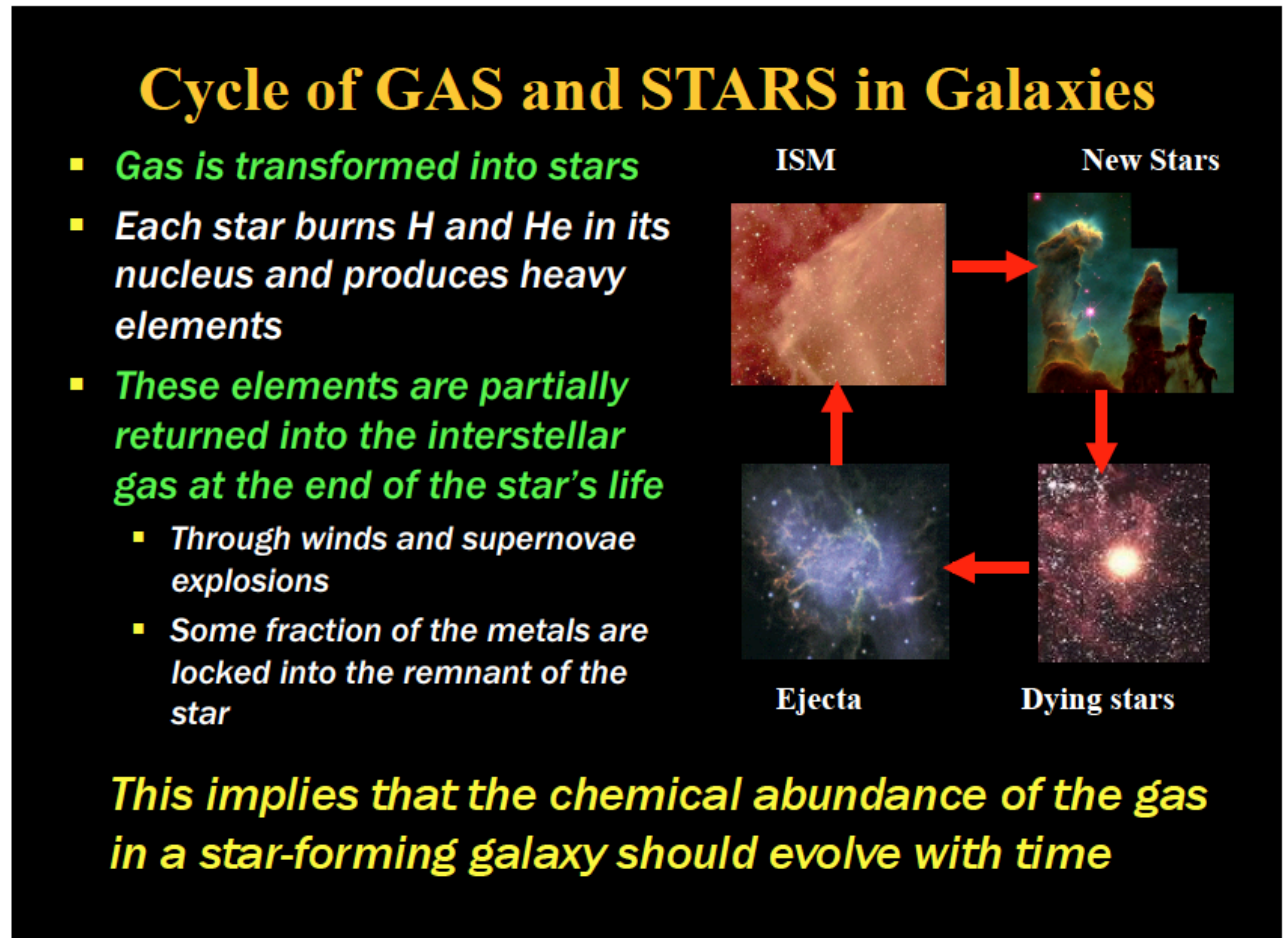 Cycle of GAS and STARS in Galaxies
Gas is transformed into stars
Each star burns H and He in its
nucleus and produces heavy
elements
These elements are partially
returned into the interstellar
gas at the end of the star's life
Through winds and supernovae
explosions
Some fraction of the metals are
locked into the remnant of the
star
ISM
New Stars
Ejecta
Dying stars
This implies that the chemical abundance of the gas
in a star-forming galaxy should evolve with time